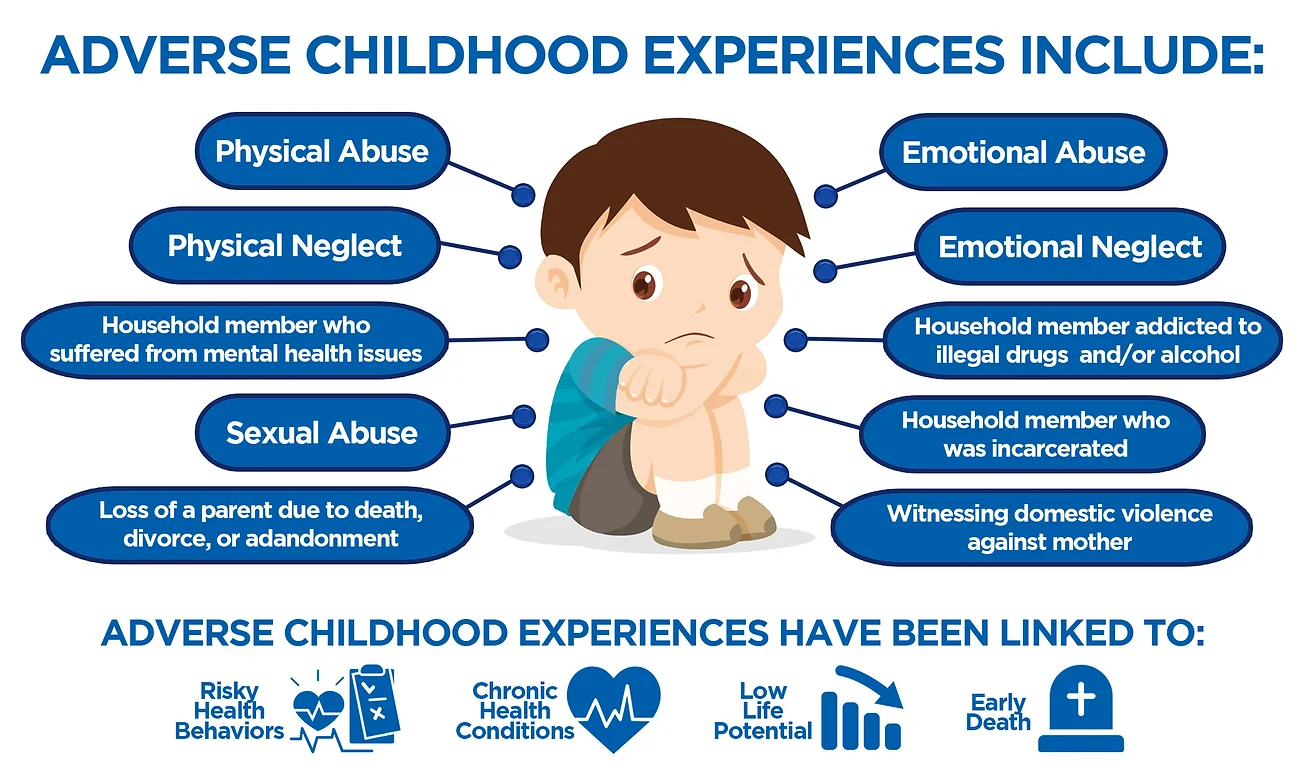 ADVERSE CHILDHOOD EXPERIENCES INCLUDE:
Physical Abuse
Physical Neglect
Household member who
suffered from mental health issues
Sexual Abuse
Loss of a parent due to death,
divorce, or adandonment
Emotional Abuse
Emotional Neglect
Household member addicted to
illegal drugs and/or alcohol
Household member who
was incarcerated
Witnessing domestic violence
against mother
ADVERSE CHILDHOOD EXPERIENCES HAVE BEEN LINKED TO:
Risky
Health
Behaviors
Chronic
Health
Conditions
Low
Life
Potential
Early
Death